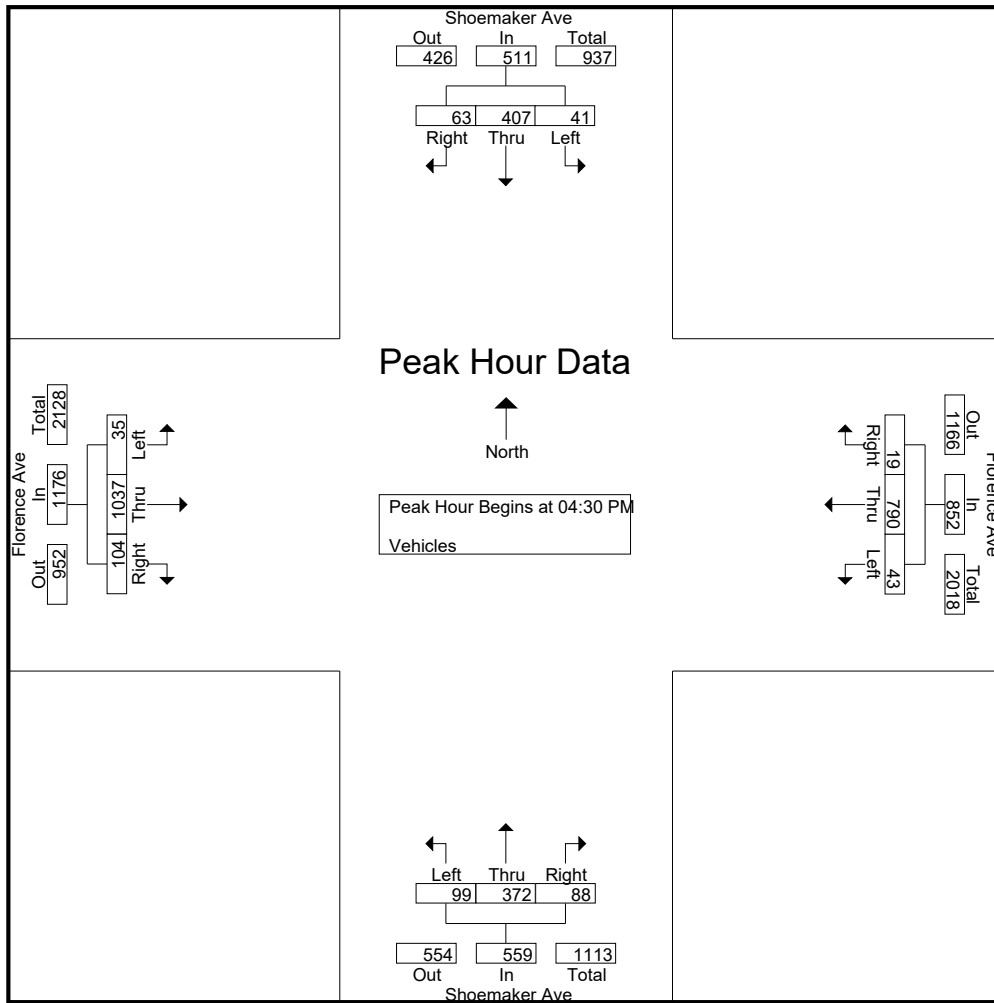 Shoemaker Ave
Out In Total
426 511 937
63 407 41
Right Thru Left
Peak Hour Data
North
Peak Hour Begins at 04:30 PM
Vehicles
Florence Ave
Total In Out
2128 1176 952
35 1037 104
Left Thru Right
Right Thru Left
19 790 43
1166 852 2018
Out In Total
Florence Ave
Left Thru Right
99 372 88
554 559 1113
Out In Total
Shoemaker Ave